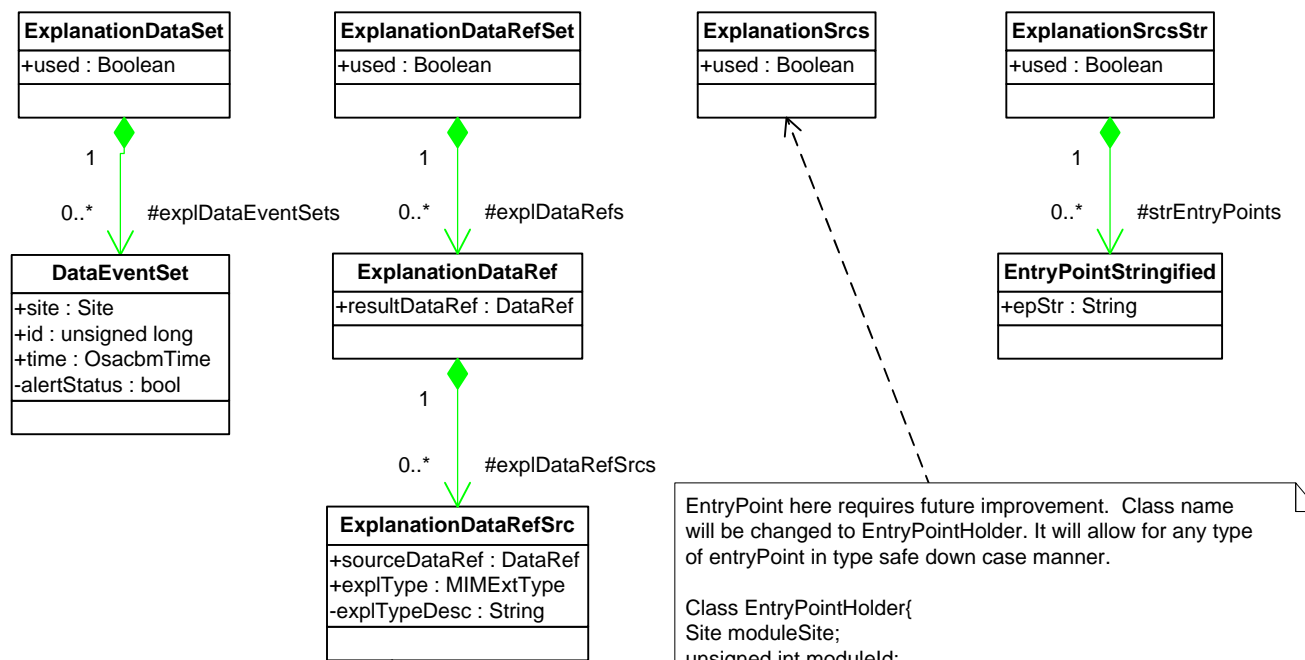 ExplanationDataSet
+used : Boolean
1
0..*
#explDataEventSets
DataEventSet
+site : Site
+id : unsigned long
+time : OsacbmTime
-alertStatus : bool
ExplanationDataRefSet
+used : Boolean
1
0..*
#explDataRefs
ExplanationDataRef
+resultDataRef : DataRef
1
0..*
#explDataRefSrcs
ExplanationDataRefSrc
+sourceDataRef : DataRef
+explType : MIMExtType
-explTypeDesc : String
ExplanationSrcs
+used : Boolean
ExplanationSrcsStr
+used : Boolean
1
0..*
#strEntryPoints
EntryPointStringified
+epStr : String
EntryPoint here requires future improvement.  Class name
will be changed to EntryPointHolder. It will allow for any type
of entryPoint in type safe down case manner.
Class EntryPointHolder{
Site moduleSite;
unsigned int moduleId;